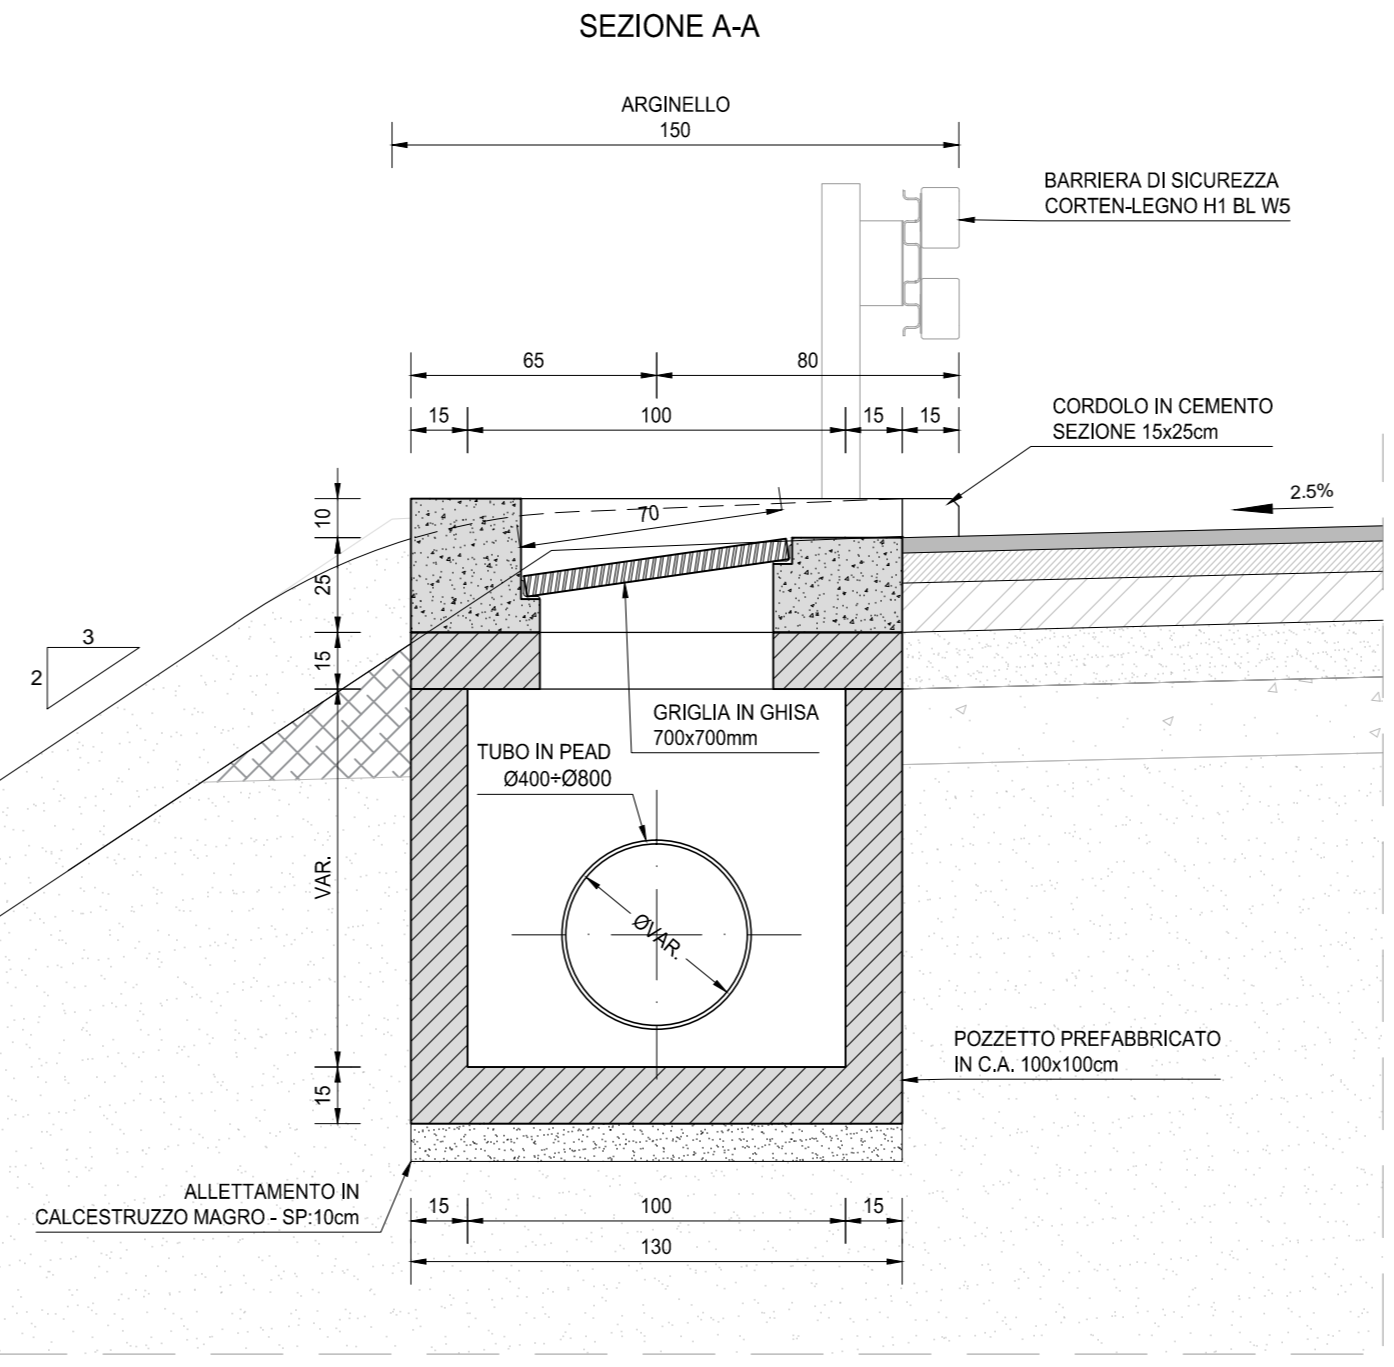 SEZIONE A-A
ARGINELLO
150
BARRIERA DI SICUREZZA
CORTEN-LEGNO H1 BL W5
65
80
15
100
15
15
CORDOLO IN CEMENTO
SEZIONE 15x25cm
2.5%
10
70
25
3
2
15
GRIGLIA IN GHISA
700x700mm
TUBO IN PEAD
Ø400÷Ø800
VAR.
ØVAR.
POZZETTO PREFABBRICATO
IN C.A. 100x100cm
15
ALLETTAMENTO IN
CALCESTRUZZO MAGRO - SP:10cm
15
100
15
130